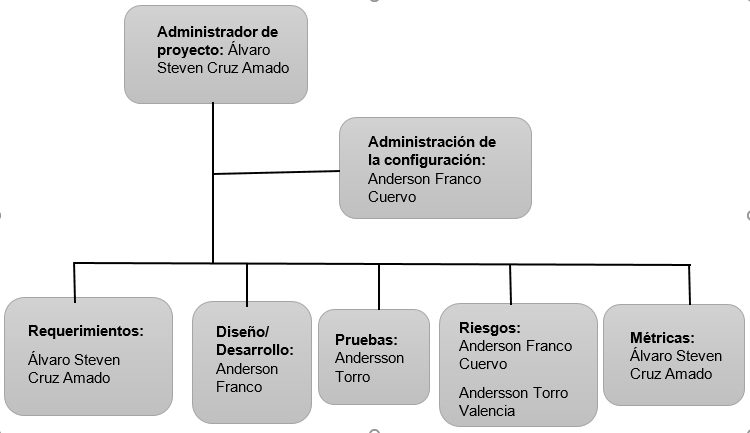 Administrador de
proyecto: Álvaro
Steven Cruz Amado
Administración de
la configuración:
Anderson Franco
Cuervo
Requerimientos:
Álvaro Steven
Cruz Amado
Diseño/
Desarrollo:
Anderson
Franco
Pruebas:
Andersson
Torro
Riesgos:
Anderson Franco
Cuervo
Andersson Torro
Valencia
Métricas:
Álvaro Steven
Cruz Amado